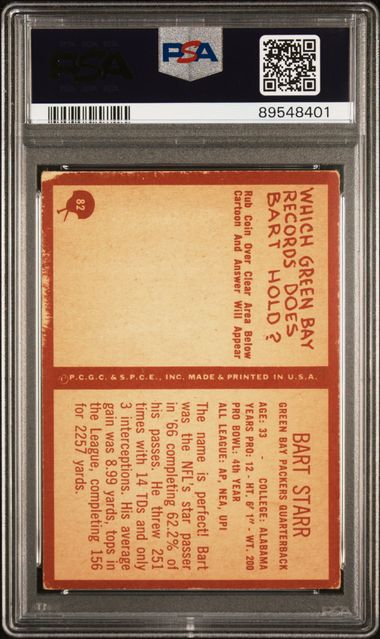 PSA
PSA
89548401
82
WHICH GREEN BAY
RECORDS DOES
BART HOLD?
Rub Coin Over Clear Area Below
Cartoon And Answer Will Appear
©P.C.G.C. & S.P.C.E., INC. MADE & PRINTED IN U.S.A.
BART STARR
GREEN BAY PACKERS QUARTERBACK
AGE: 33 - COLLEGE: ALABAMA
YEARS PRO: 12 - HT. 6' 1" - WT. 200
PRO BOWL: 4th YEAR
ALL LEAGUE: AP, NEA, UPI
The name is perfect! Bart
was the NFL's star passer
in '66 completing 62.2% of
his passes. He threw 251
times with 14 TDs and only
3 interceptions. His average
gain was 8.99 yards, tops in
the League, completing 156
for 2257 yards.
PSA